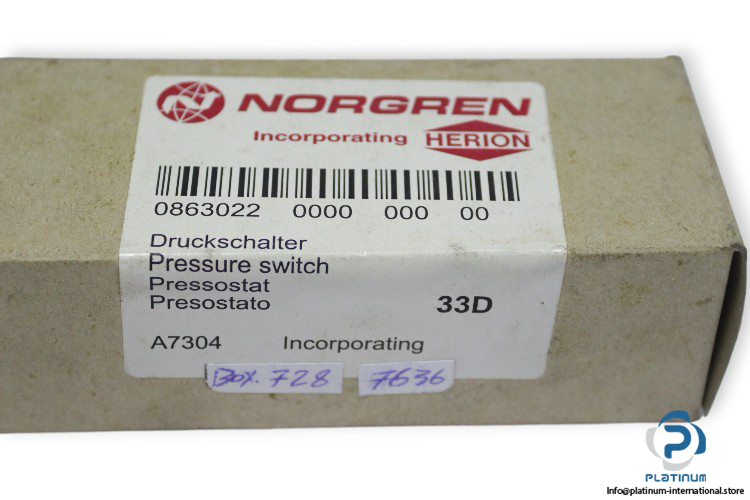 NORGREN
Incorporating HERION
0863022 0000 000 00
Druckschalter
Pressure switch
Pressostat
Presostato 33D
A7304 Incorporating
Box. 728 7636
PLATINUM
Info@platinum-international.store